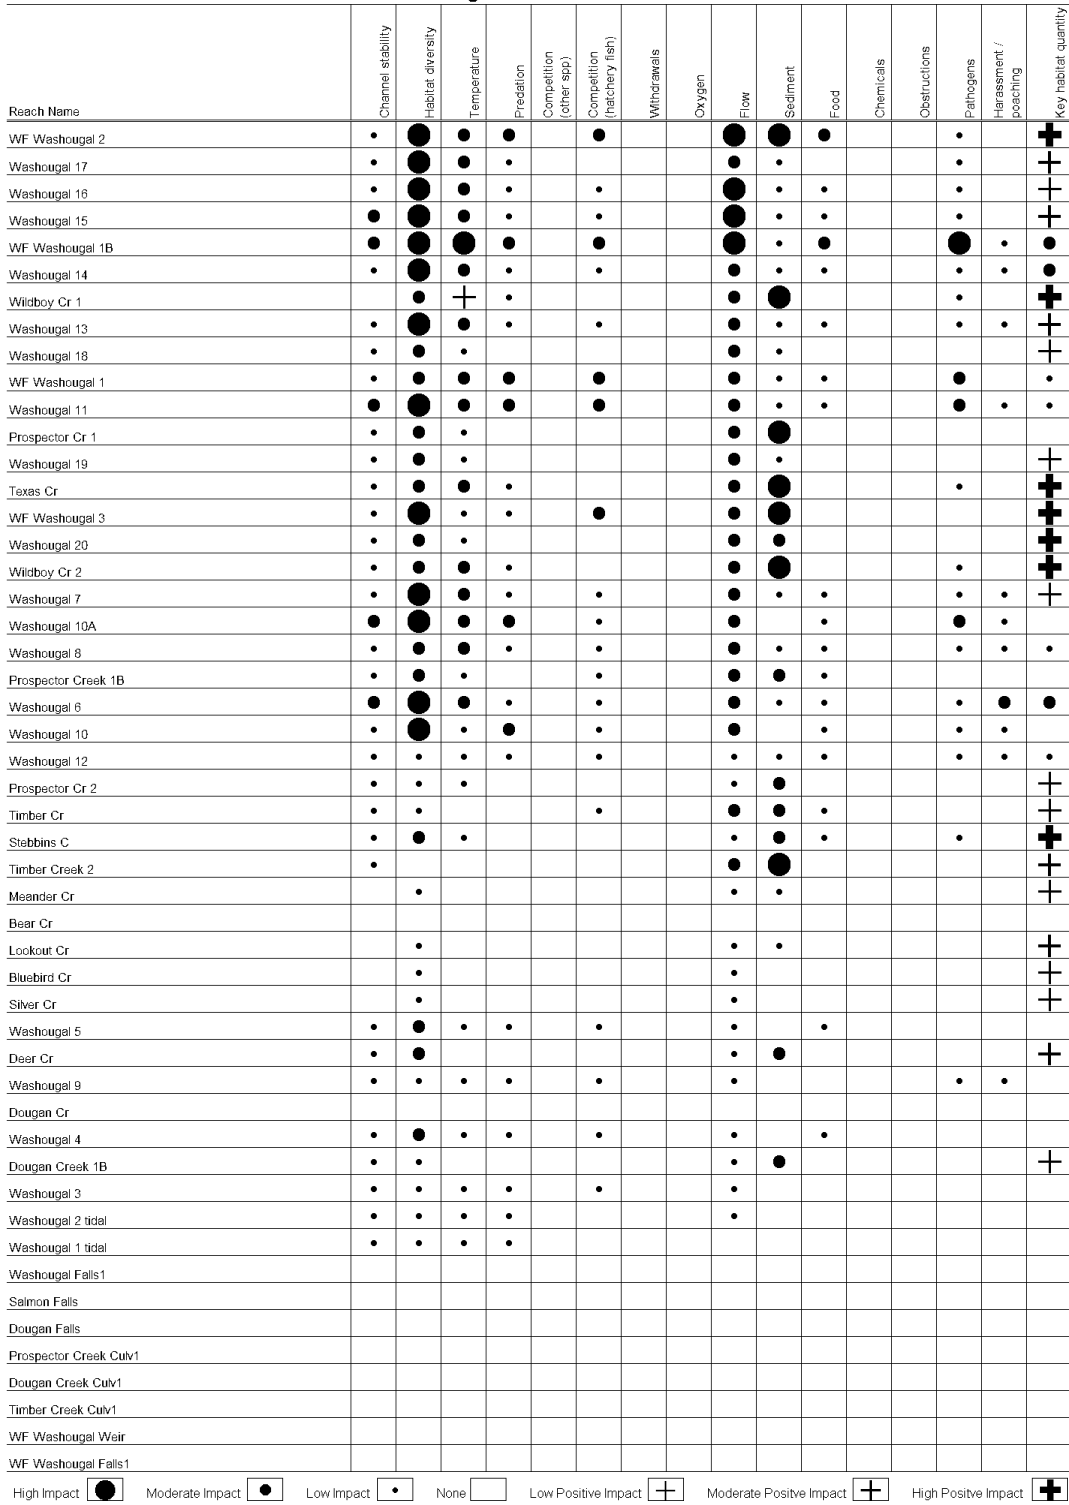 Reach Name
Channel stability
Habitat diversity
Temperature
Predation
Competition
(other spp)
Competition
(hatchery fish)
Withdrawals
Oxygen
Flow
Sediment
Food
Chemicals
Obstructions
Pathogens
Harassment /
poaching
Key habitat quantity
WF Washougal 2
Washougal 17
Washougal 16
Washougal 15
WF Washougal 1B
Washougal 14
Wildboy Cr 1
Washougal 13
Washougal 18
WF Washougal 1
Washougal 11
Prospector Cr 1
Washougal 19
Texas Cr
WF Washougal 3
Washougal 20
Wildboy Cr 2
Washougal 7
Washougal 10A
Washougal 8
Prospector Creek 1B
Washougal 6
Washougal 10
Washougal 12
Prospector Cr 2
Timber Cr
Stebbins C
Timber Creek 2
Meander Cr
Bear Cr
Lookout Cr
Bluebird Cr
Silver Cr
Washougal 5
Deer Cr
Washougal 9
Dougan Cr
Washougal 4
Dougan Creek 1B
Washougal 3
Washougal 2 tidal
Washougal 1 tidal
Washougal Falls1
Salmon Falls
Dougan Falls
Prospector Creek Culv1
Dougan Creek Culv1
Timber Creek Culv1
WF Washougal Weir
WF Washougal Falls1
High Impact Moderate Impact Low Impact None Low Positive Impact Moderate Positve Impact High Positve Impact